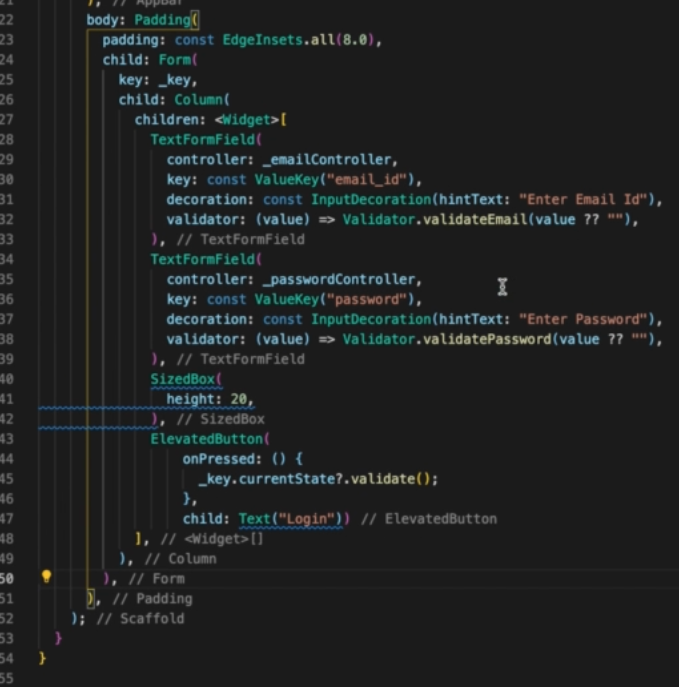 ), // AppBar
22 body: Padding(
23 padding: const EdgeInsets.all(8.0),
24 child: Form(
25 key: _key,
26 child: Column(
27 children: <Widget>[
28 TextFormField(
29 controller: _emailController,
30 key: const ValueKey("email_id"),
31 decoration: const InputDecoration(hintText: "Enter Email Id"),
32 validator: (value) => Validator.validateEmail(value ?? ""),
33 ), // TextFormField
34 TextFormField(
35 controller: _passwordController,
36 key: const ValueKey("password"),
37 decoration: const InputDecoration(hintText: "Enter Password"),
38 validator: (value) => Validator.validatePassword(value ?? ""),
39 ), // TextFormField
40 SizedBox(
41 height: 20,
42 ), // SizedBox
43 ElevatedButton(
44 onPressed: () {
45 _key.currentState?.validate();
46 },
47 child: Text("Login")) // ElevatedButton
48 ], // <Widget>[]
49 ), // Column
50 ), // Form
51 ), // Padding
52 ); // Scaffold
53 }
54 }
55